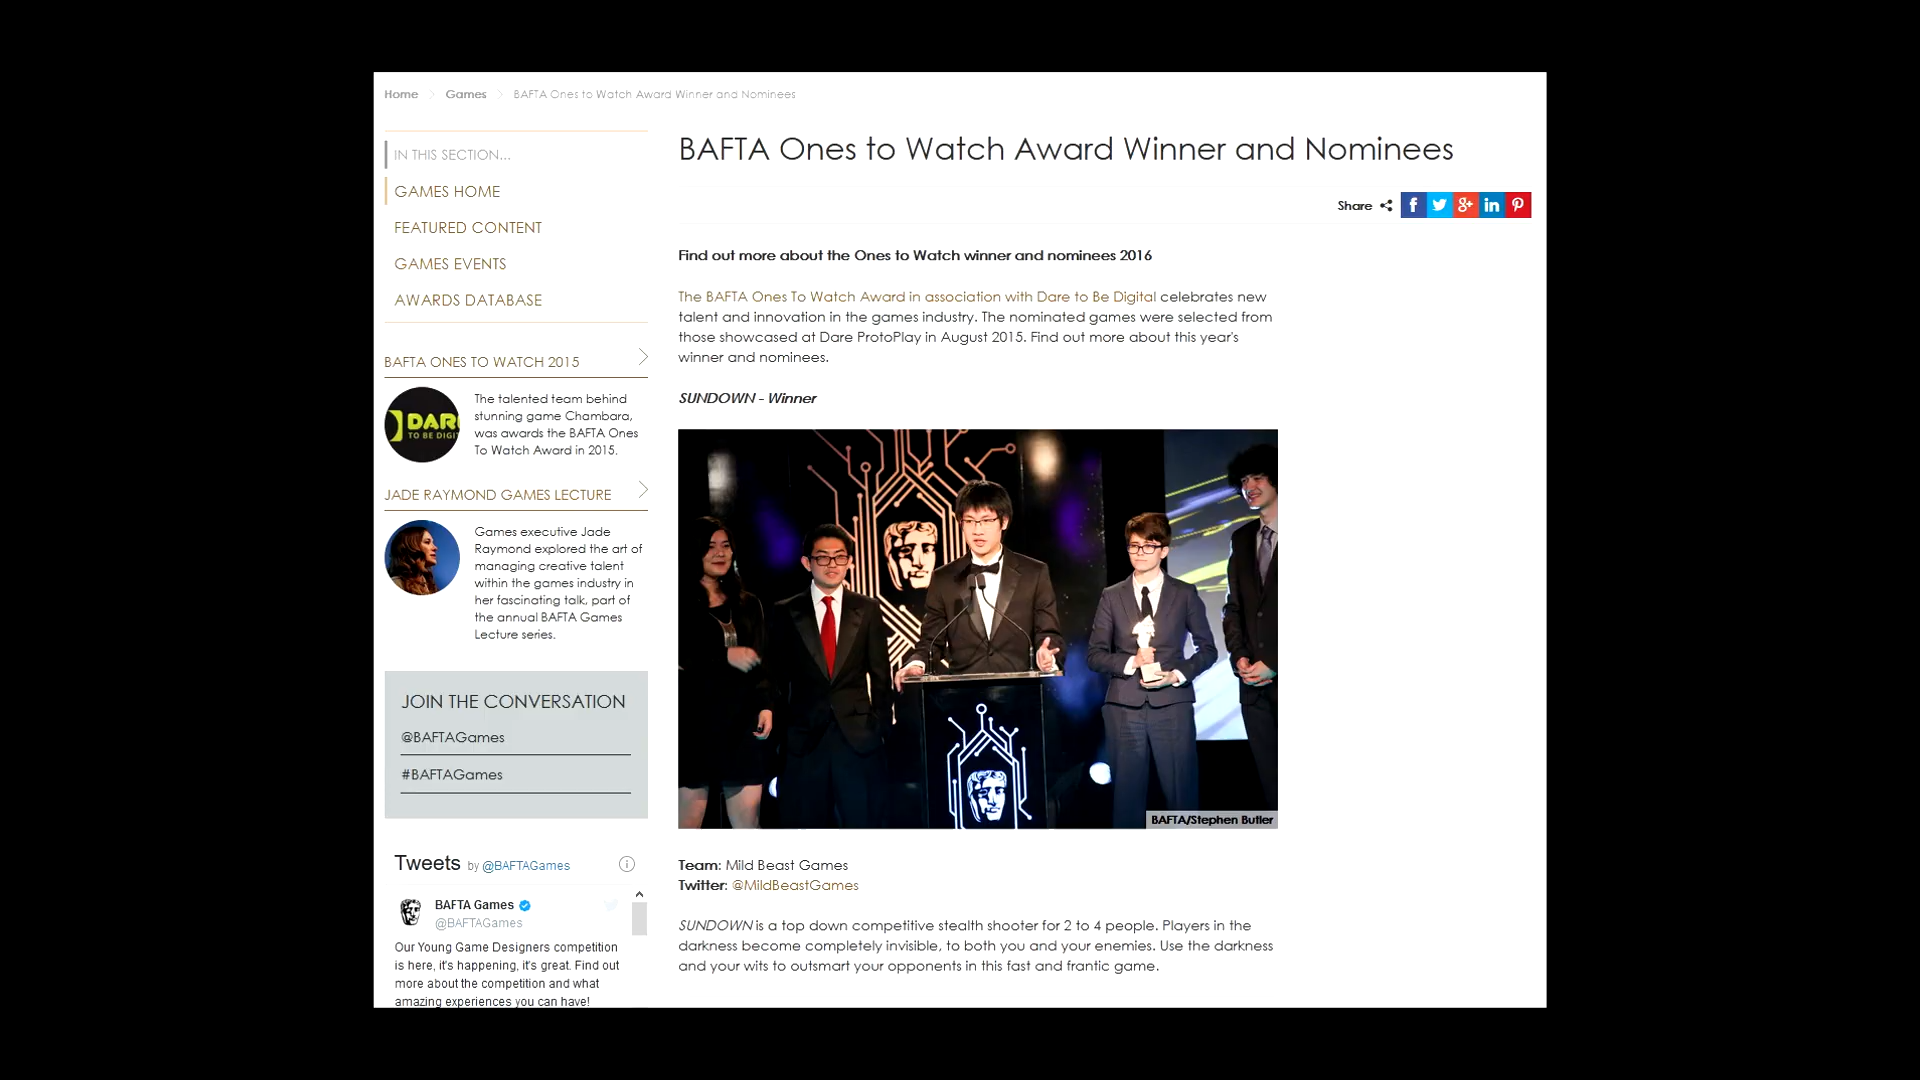 Home Games BAFTA Ones to Watch Award Winner and Nominees
IN THIS SECTION...
GAMES HOME
FEATURED CONTENT
GAMES EVENTS
AWARDS DATABASE
BAFTA ONES TO WATCH 2015
DAR
TO BE DIGI
The talented team behind
stunning game Chambara,
was awards the BAFTA Ones
To Watch Award in 2015.
JADE RAYMOND GAMES LECTURE
Games executive Jade
Raymond explored the art of
managing creative talent
within the games industry in
her fascinating talk, part of
the annual BAFTA Games
Lecture series.
JOIN THE CONVERSATION
@BAFTAGames
#BAFTAGames
Tweets by @BAFTAGames
BAFTA Games
@BAFTAGames
Our Young Game Designers competition
is here, it's happening, it's great. Find out
more about the competition and what
amazing experiences you can have!
BAFTA Ones to Watch Award Winner and Nominees
Share
Find out more about the Ones to Watch winner and nominees 2016
The BAFTA Ones To Watch Award in association with Dare to Be Digital celebrates new
talent and innovation in the games industry. The nominated games were selected from
those showcased at Dare ProtoPlay in August 2015. Find out more about this year's
winner and nominees.
SUNDOWN - Winner
BAFTA/Stephen Butler
Team: Mild Beast Games
Twitter: @MildBeastGames
SUNDOWN is a top down competitive stealth shooter for 2 to 4 people. Players in the
darkness become completely invisible, to both you and your enemies. Use the darkness
and your wits to outsmart your opponents in this fast and frantic game.